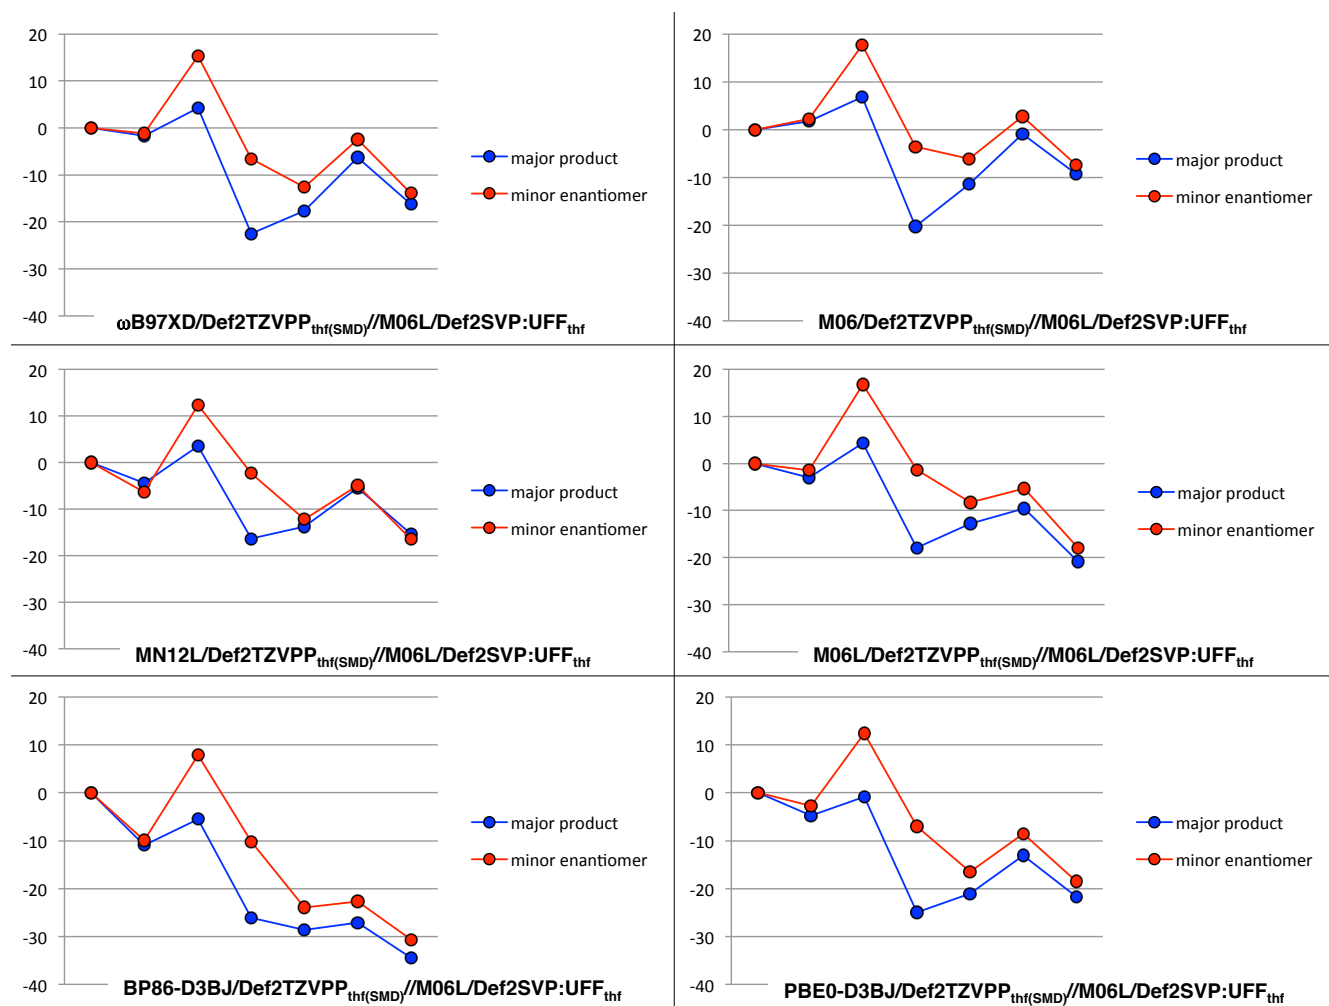 20
10
0
-10
-20
-30
-40
major product
minor enantiomer
ωB97XD/Def2TZVPPthf(SMD)//M06L/Def2SVP:UFFthf
20
10
0
-10
-20
-30
-40
major product
minor enantiomer
M06/Def2TZVPPthf(SMD)//M06L/Def2SVP:UFFthf
20
10
0
-10
-20
-30
-40
major product
minor enantiomer
MN12L/Def2TZVPPthf(SMD)//M06L/Def2SVP:UFFthf
20
10
0
-10
-20
-30
-40
major product
minor enantiomer
M06L/Def2TZVPPthf(SMD)//M06L/Def2SVP:UFFthf
20
10
0
-10
-20
-30
-40
major product
minor enantiomer
BP86-D3BJ/Def2TZVPPthf(SMD)//M06L/Def2SVP:UFFthf
20
10
0
-10
-20
-30
-40
major product
minor enantiomer
PBE0-D3BJ/Def2TZVPPthf(SMD)//M06L/Def2SVP:UFFthf